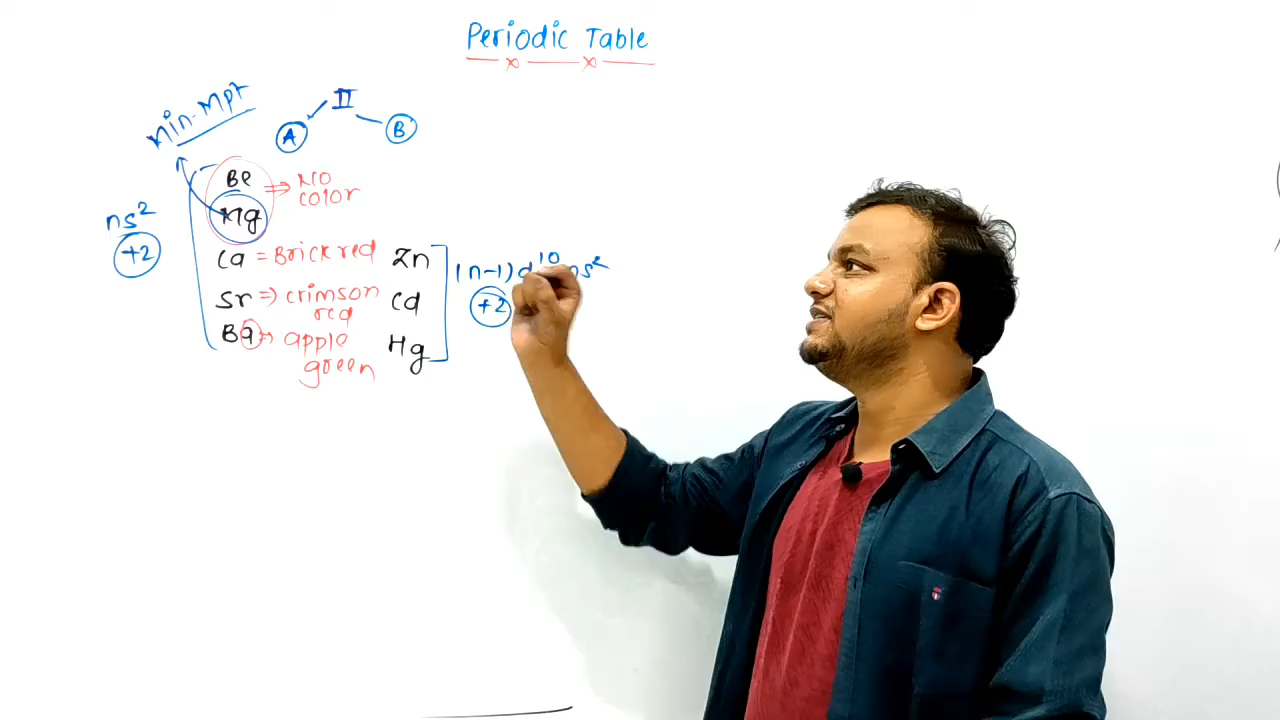 Periodic Table
Min. Mpt
II
A B
Be ⇒ NO color
Mg
ns²
+2
Ca = Brick red
Sr ⇒ crimson red
Ba ⇒ apple green
Zn
Cd
Hg
(n-1)d¹⁰ ns²
+2